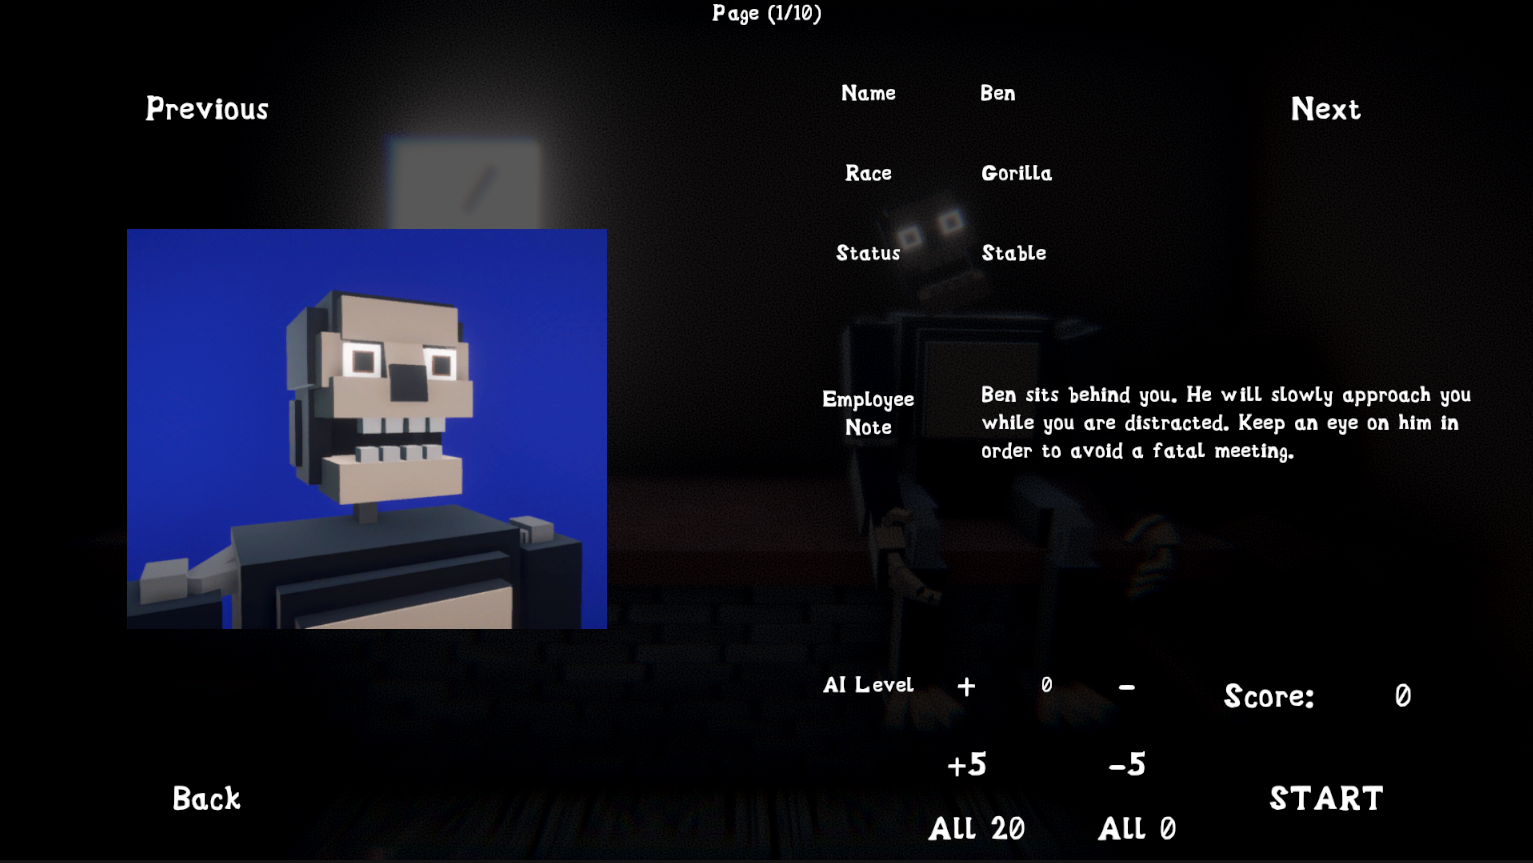 Page (1/10)
Previous
Name Ben
Next
Race Gorilla
Status Stable
Employee
Note
Ben sits behind you. He will slowly approach you
while you are distracted. Keep an eye on him in
order to avoid a fatal meeting.
AI Level + 0 -
Score: 0
+5 -5
Back
START
All 20 All 0